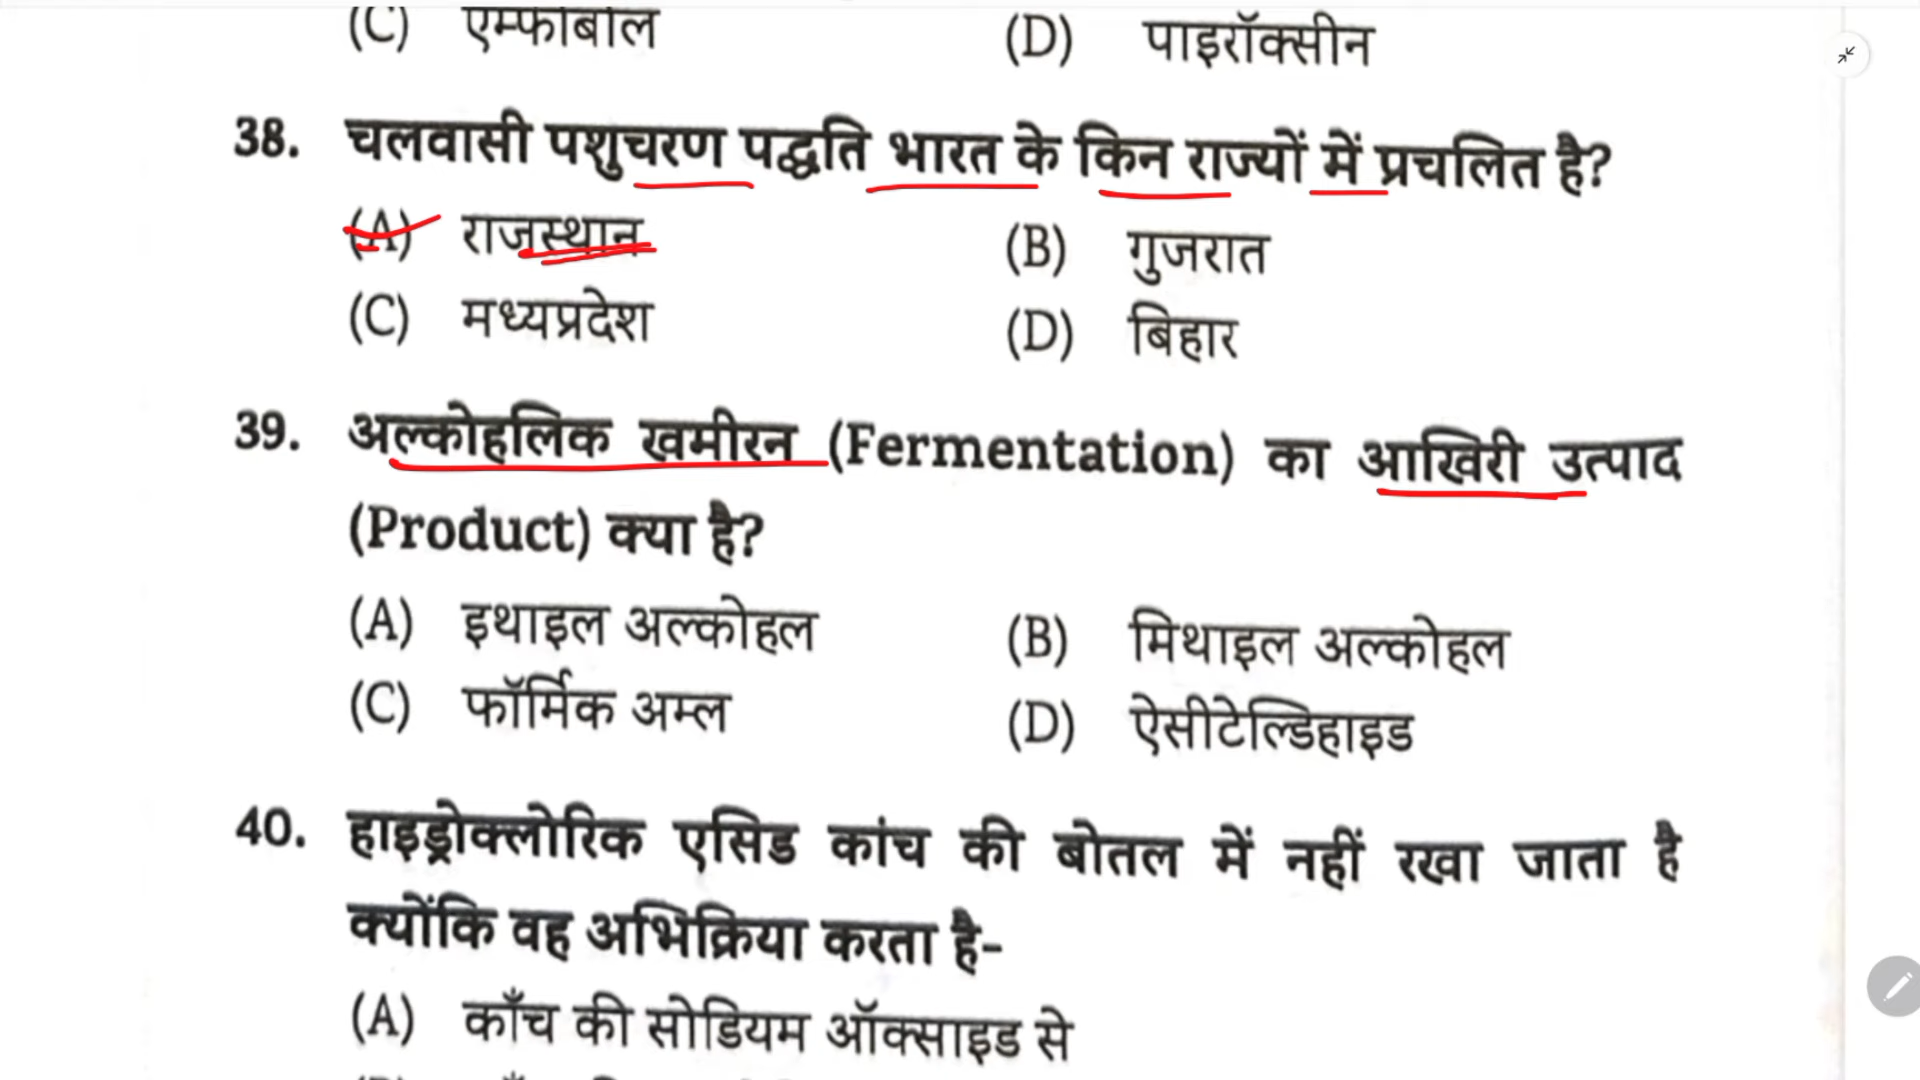 (C) एम्फीबोल (D) पाइरॉक्सीन
38. चलवासी पशुचरण पद्धति भारत के किन राज्यों में प्रचलित है?
(A) राजस्थान (B) गुजरात
(C) मध्यप्रदेश (D) बिहार
39. अल्कोहलिक खमीरन (Fermentation) का आखिरी उत्पाद
(Product) क्या है?
(A) इथाइल अल्कोहल (B) मिथाइल अल्कोहल
(C) फॉर्मिक अम्ल (D) ऐसीटेल्डिहाइड
40. हाइड्रोक्लोरिक एसिड कांच की बोतल में नहीं रखा जाता है
क्योंकि वह अभिक्रिया करता है-
(A) काँच की सोडियम ऑक्साइड से